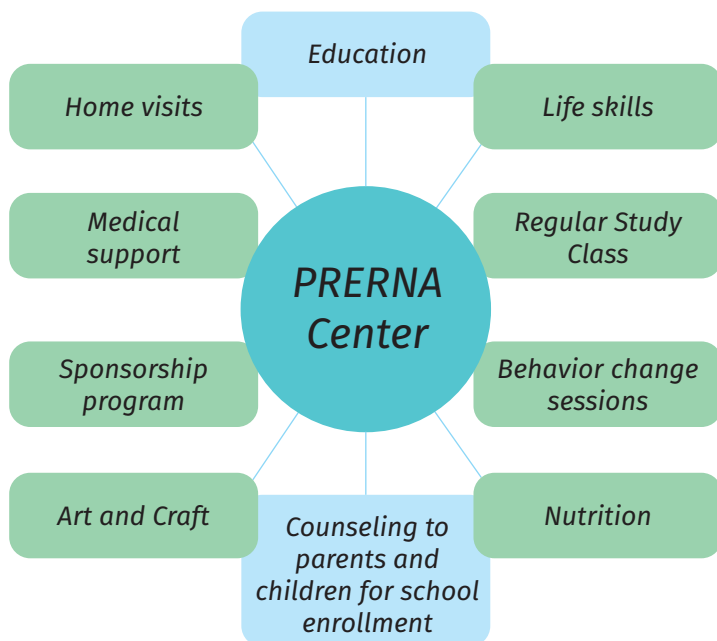 Education
Home visits
Life skills
Medical
support
Regular Study
Class
PRERNA
Center
Sponsorship
program
Behavior change
sessions
Art and Craft
Nutrition
Counseling to
parents and
children for school
enrollment